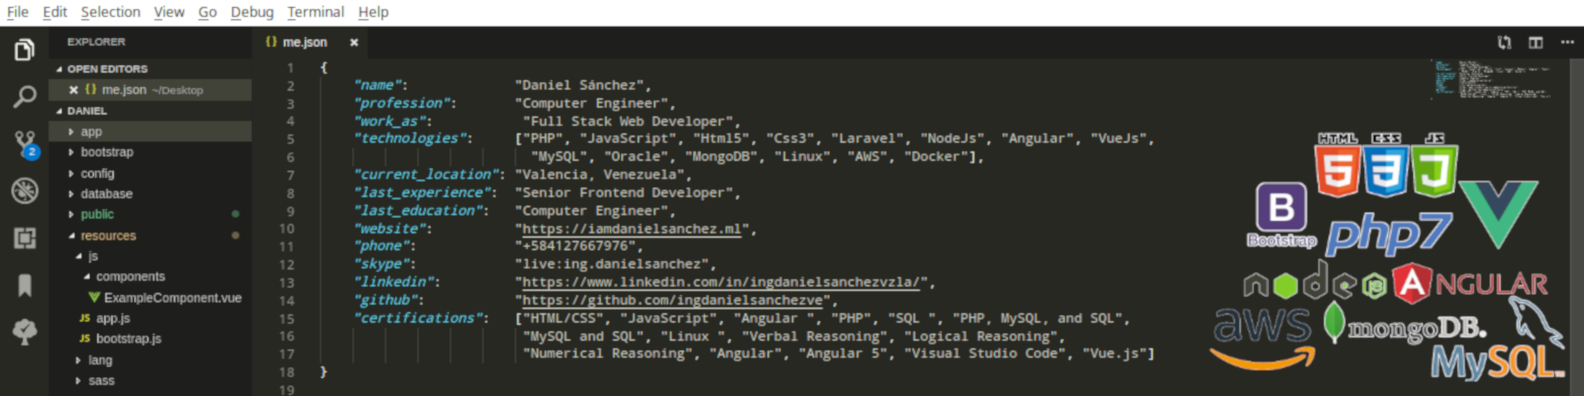 File Edit Selection View Go Debug Terminal Help
EXPLORER
OPEN EDITORS
me.json ~/Desktop
DANIEL
app
bootstrap
config
database
public
resources
js
components
ExampleComponent.vue
JS app.js
JS bootstrap.js
lang
sass
2
{} me.json
1 {
2 "name": "Daniel Sánchez",
3 "profession": "Computer Engineer",
4 "work_as": "Full Stack Web Developer",
5 "technologies": ["PHP", "JavaScript", "Html5", "Css3", "Laravel", "NodeJs", "Angular", "VueJs",
6 "MySQL", "Oracle", "MongoDB", "Linux", "AWS", "Docker"],
7 "current_location": "Valencia, Venezuela",
8 "last_experience": "Senior Frontend Developer",
9 "last_education": "Computer Engineer",
10 "website": "https://iamdanielsanchez.ml",
11 "phone": "+584127667976",
12 "skype": "live:ing.danielsanchez",
13 "linkedin": "https://www.linkedin.com/in/ingdanielsanchezvzla/",
14 "github": "https://github.com/ingdanielsanchezve",
15 "certifications": ["HTML/CSS", "JavaScript", "Angular ", "PHP", "SQL ", "PHP, MySQL, and SQL",
16 "MySQL and SQL", "Linux ", "Verbal Reasoning", "Logical Reasoning",
17 "Numerical Reasoning", "Angular", "Angular 5", "Visual Studio Code", "Vue.js"]
18 }
19
HTML CSS JS
5 3 J
B
Bootstrap
php7
node js
A ANGULAR
aws
mongoDB.
MySQL